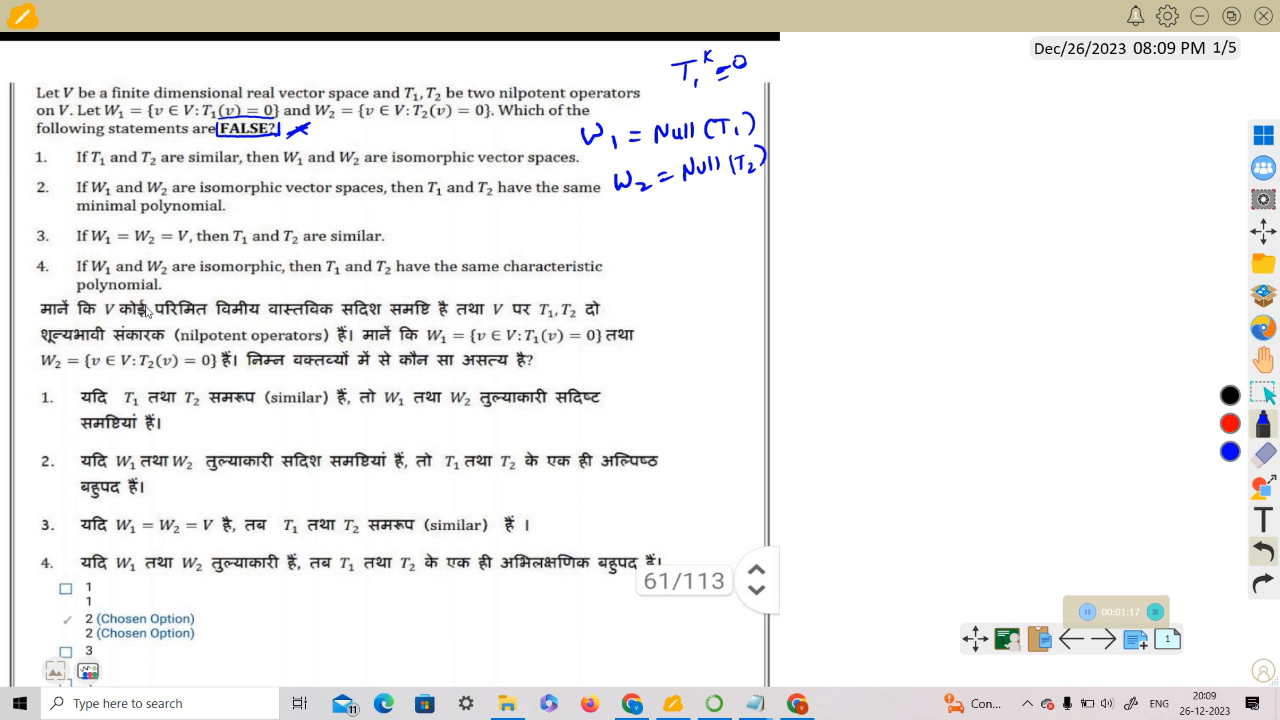 Dec/26/2023 08:09 PM 1/5
T₁ᴷ = 0
Let V be a finite dimensional real vector space and T₁, T₂ be two nilpotent operators
on V. Let W₁ = {v ∈ V: T₁(v) = 0} and W₂ = {v ∈ V: T₂(v) = 0}. Which of the
following statements are FALSE?
W₁ = Null (T₁)
W₂ = Null (T₂)
1. If T₁ and T₂ are similar, then W₁ and W₂ are isomorphic vector spaces.
2. If W₁ and W₂ are isomorphic vector spaces, then T₁ and T₂ have the same
minimal polynomial.
3. If W₁ = W₂ = V, then T₁ and T₂ are similar.
4. If W₁ and W₂ are isomorphic, then T₁ and T₂ have the same characteristic
polynomial.
मानें कि V कोई परिमित विमीय वास्तविक सदिश समष्टि है तथा V पर T₁, T₂ दो
शून्यभावी संकारक (nilpotent operators) हैं। मानें कि W₁ = {v ∈ V: T₁(v) = 0} तथा
W₂ = {v ∈ V: T₂(v) = 0} हैं। निम्न वक्तव्यों में से कौन सा असत्य है?
1. यदि T₁ तथा T₂ समरूप (similar) हैं, तो W₁ तथा W₂ तुल्याकारी सदिष्ट
समष्टियां हैं।
2. यदि W₁ तथा W₂ तुल्याकारी सदिश समष्टियां हैं, तो T₁ तथा T₂ के एक ही अल्पिष्ठ
बहुपद हैं।
3. यदि W₁ = W₂ = V है, तब T₁ तथा T₂ समरूप (similar) हैं ।
4. यदि W₁ तथा W₂ तुल्याकारी हैं, तब T₁ तथा T₂ के एक ही अभिलक्षणिक बहुपद हैं।
61/113
1
1
2 (Chosen Option)
2 (Chosen Option)
3
00:01:17
1
Type here to search
11
Con...
ENG
20:09
26-12-2023